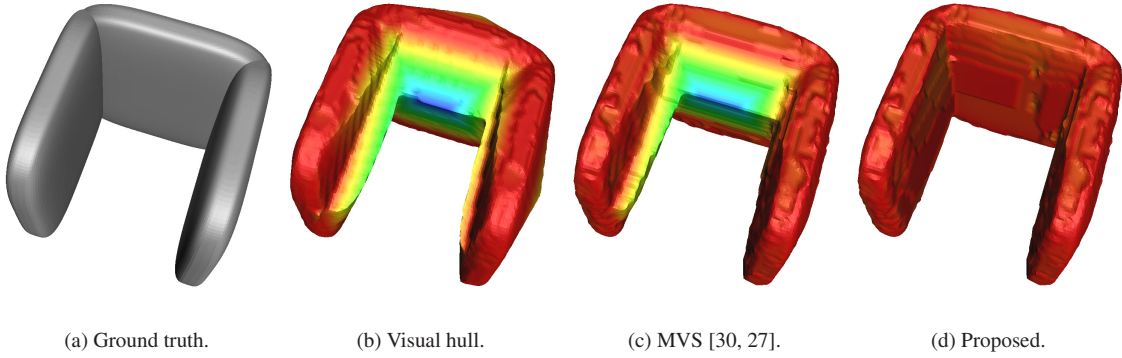 (a) Ground truth.
(b) Visual hull.
(c) MVS [30, 27].
(d) Proposed.